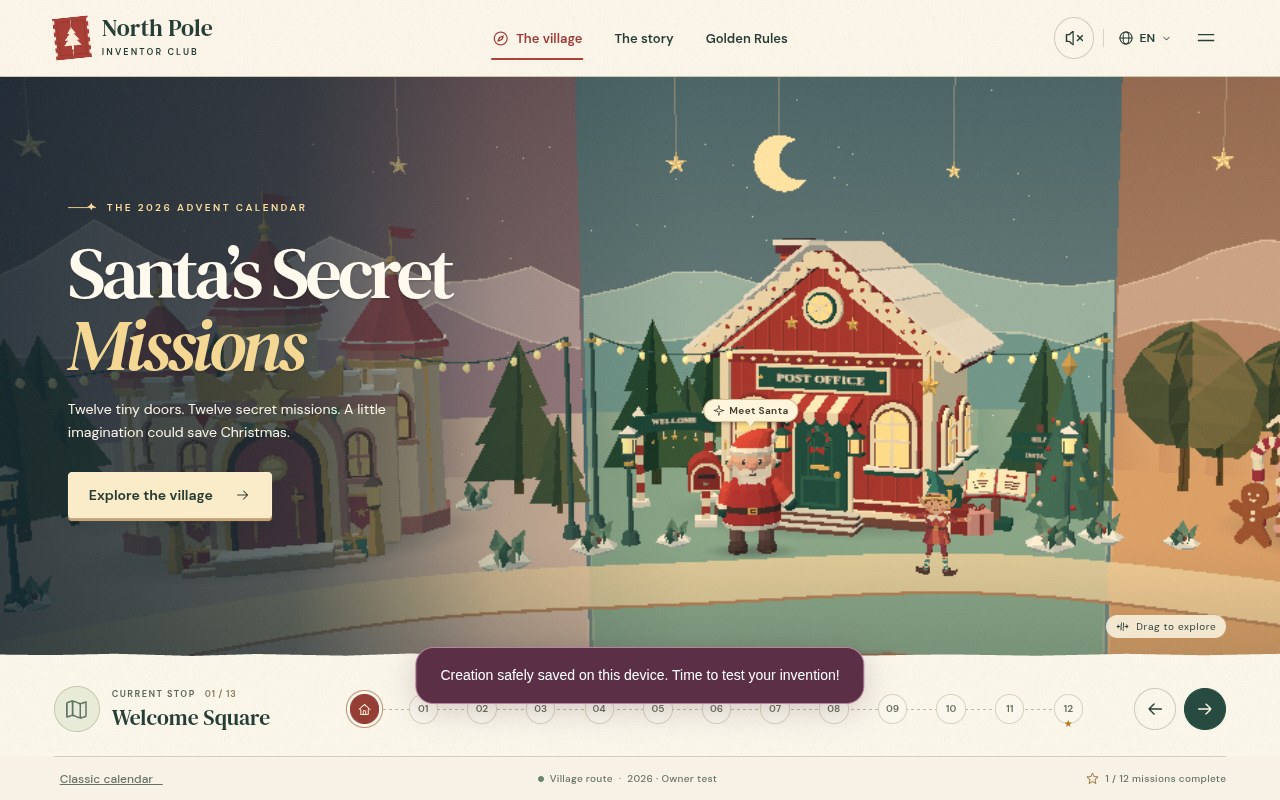 North Pole
INVENTOR CLUB
The village
The story
Golden Rules
EN
THE 2026 ADVENT CALENDAR
Santa's Secret
Missions
Twelve tiny doors. Twelve secret missions. A little
imagination could save Christmas.
Explore the village
POST OFFICE
Meet Santa
WELCOME
Drag to explore
Creation safely saved on this device. Time to test your invention!
CURRENT STOP 01 / 13
Welcome Square
01 02 03 04 05 06 07 08 09 10 11 12
Classic calendar
Village route · 2026 · Owner test
1 / 12 missions complete